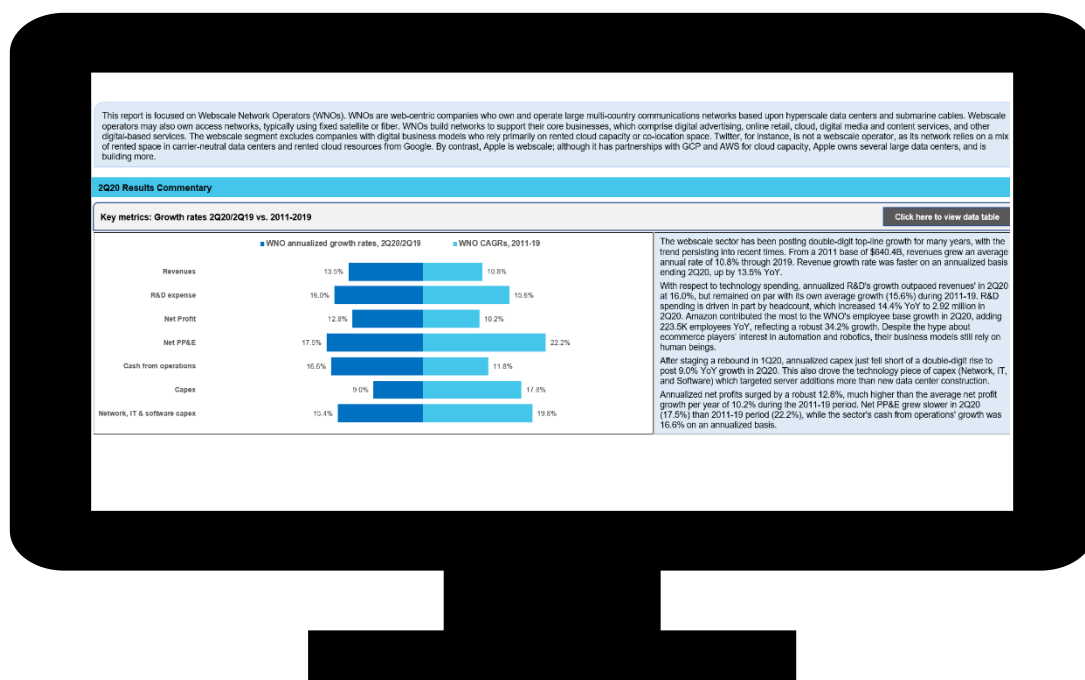 This report is focused on Webscale Network Operators (WNOs). WNOs are web-centric companies who own and operate large multi-country communications networks based upon hyperscale data centers and submarine cables. Webscale
operators may also own access networks, typically using fixed satellite or fiber. WNOs build networks to support their core businesses, which comprise digital advertising, online retail, cloud, digital media and content services, and other
digital-based services. The webscale segment excludes companies with digital business models who rely primarily on rented cloud capacity or co-location space. Twitter, for instance, is not a webscale operator, as its network relies on a mix
of rented space in carrier-neutral data centers and rented cloud resources from Google. By contrast, Apple is webscale; although it has partnerships with GCP and AWS for cloud capacity, Apple owns several large data centers, and is
building more.
2Q20 Results Commentary
Key metrics: Growth rates 2Q20/2Q19 vs. 2011-2019
Click here to view data table
WNO annualized growth rates, 2Q20/2Q19 WNO CAGRs, 2011-19
Revenues 13.5% 10.8%
R&D expense 16.0% 15.6%
Net Profit 12.8% 10.2%
Net PP&E 17.5% 22.2%
Cash from operations 16.6% 11.8%
Capex 9.0% 17.8%
Network, IT & software capex 15.4% 19.8%
The webscale sector has been posting double-digit top-line growth for many years, with the
trend persisting into recent times. From a 2011 base of $640.4B, revenues grew an average
annual rate of 10.8% through 2019. Revenue growth rate was faster on an annualized basis
ending 2Q20, up by 13.5% YoY.
With respect to technology spending, annualized R&D's growth outpaced revenues' in 2Q20
at 16.0%, but remained on par with its own average growth (15.6%) during 2011-19. R&D
spending is driven in part by headcount, which increased 14.4% YoY to 2.92 million in
2Q20. Amazon contributed the most to the WNO's employee base growth in 2Q20, adding
223.5K employees YoY, reflecting a robust 34.2% growth. Despite the hype about
ecommerce players' interest in automation and robotics, their business models still rely on
human beings.
After staging a rebound in 1Q20, annualized capex just fell short of a double-digit rise to
post 9.0% YoY growth in 2Q20. This also drove the technology piece of capex (Network, IT,
and Software) which targeted server additions more than new data center construction.
Annualized net profits surged by a robust 12.8%, much higher than the average net profit
growth per year of 10.2% during the 2011-19 period. Net PP&E grew slower in 2Q20
(17.5%) than 2011-19 period (22.2%), while the sector's cash from operations' growth was
16.6% on an annualized basis.